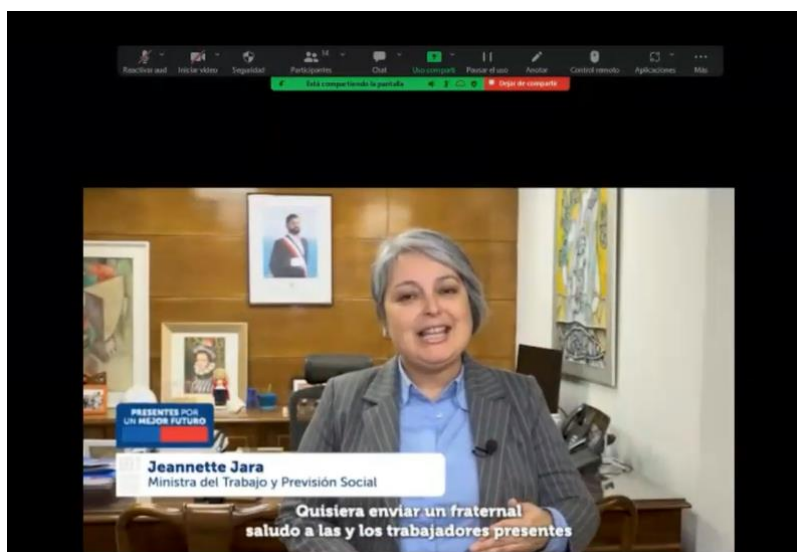 Reactivar aud
Iniciar video
Seguridad
Participantes
14
Chat
Uso compartir
Pausar el uso
Anotar
Control remoto
Aplicaciones
Más
Está compartiendo la pantalla
Dejar de compartir
PRESENTES POR
UN MEJOR FUTURO
Jeannette Jara
Ministra del Trabajo y Previsión Social
Quisiera enviar un fraternal
saludo a las y los trabajadores presentes